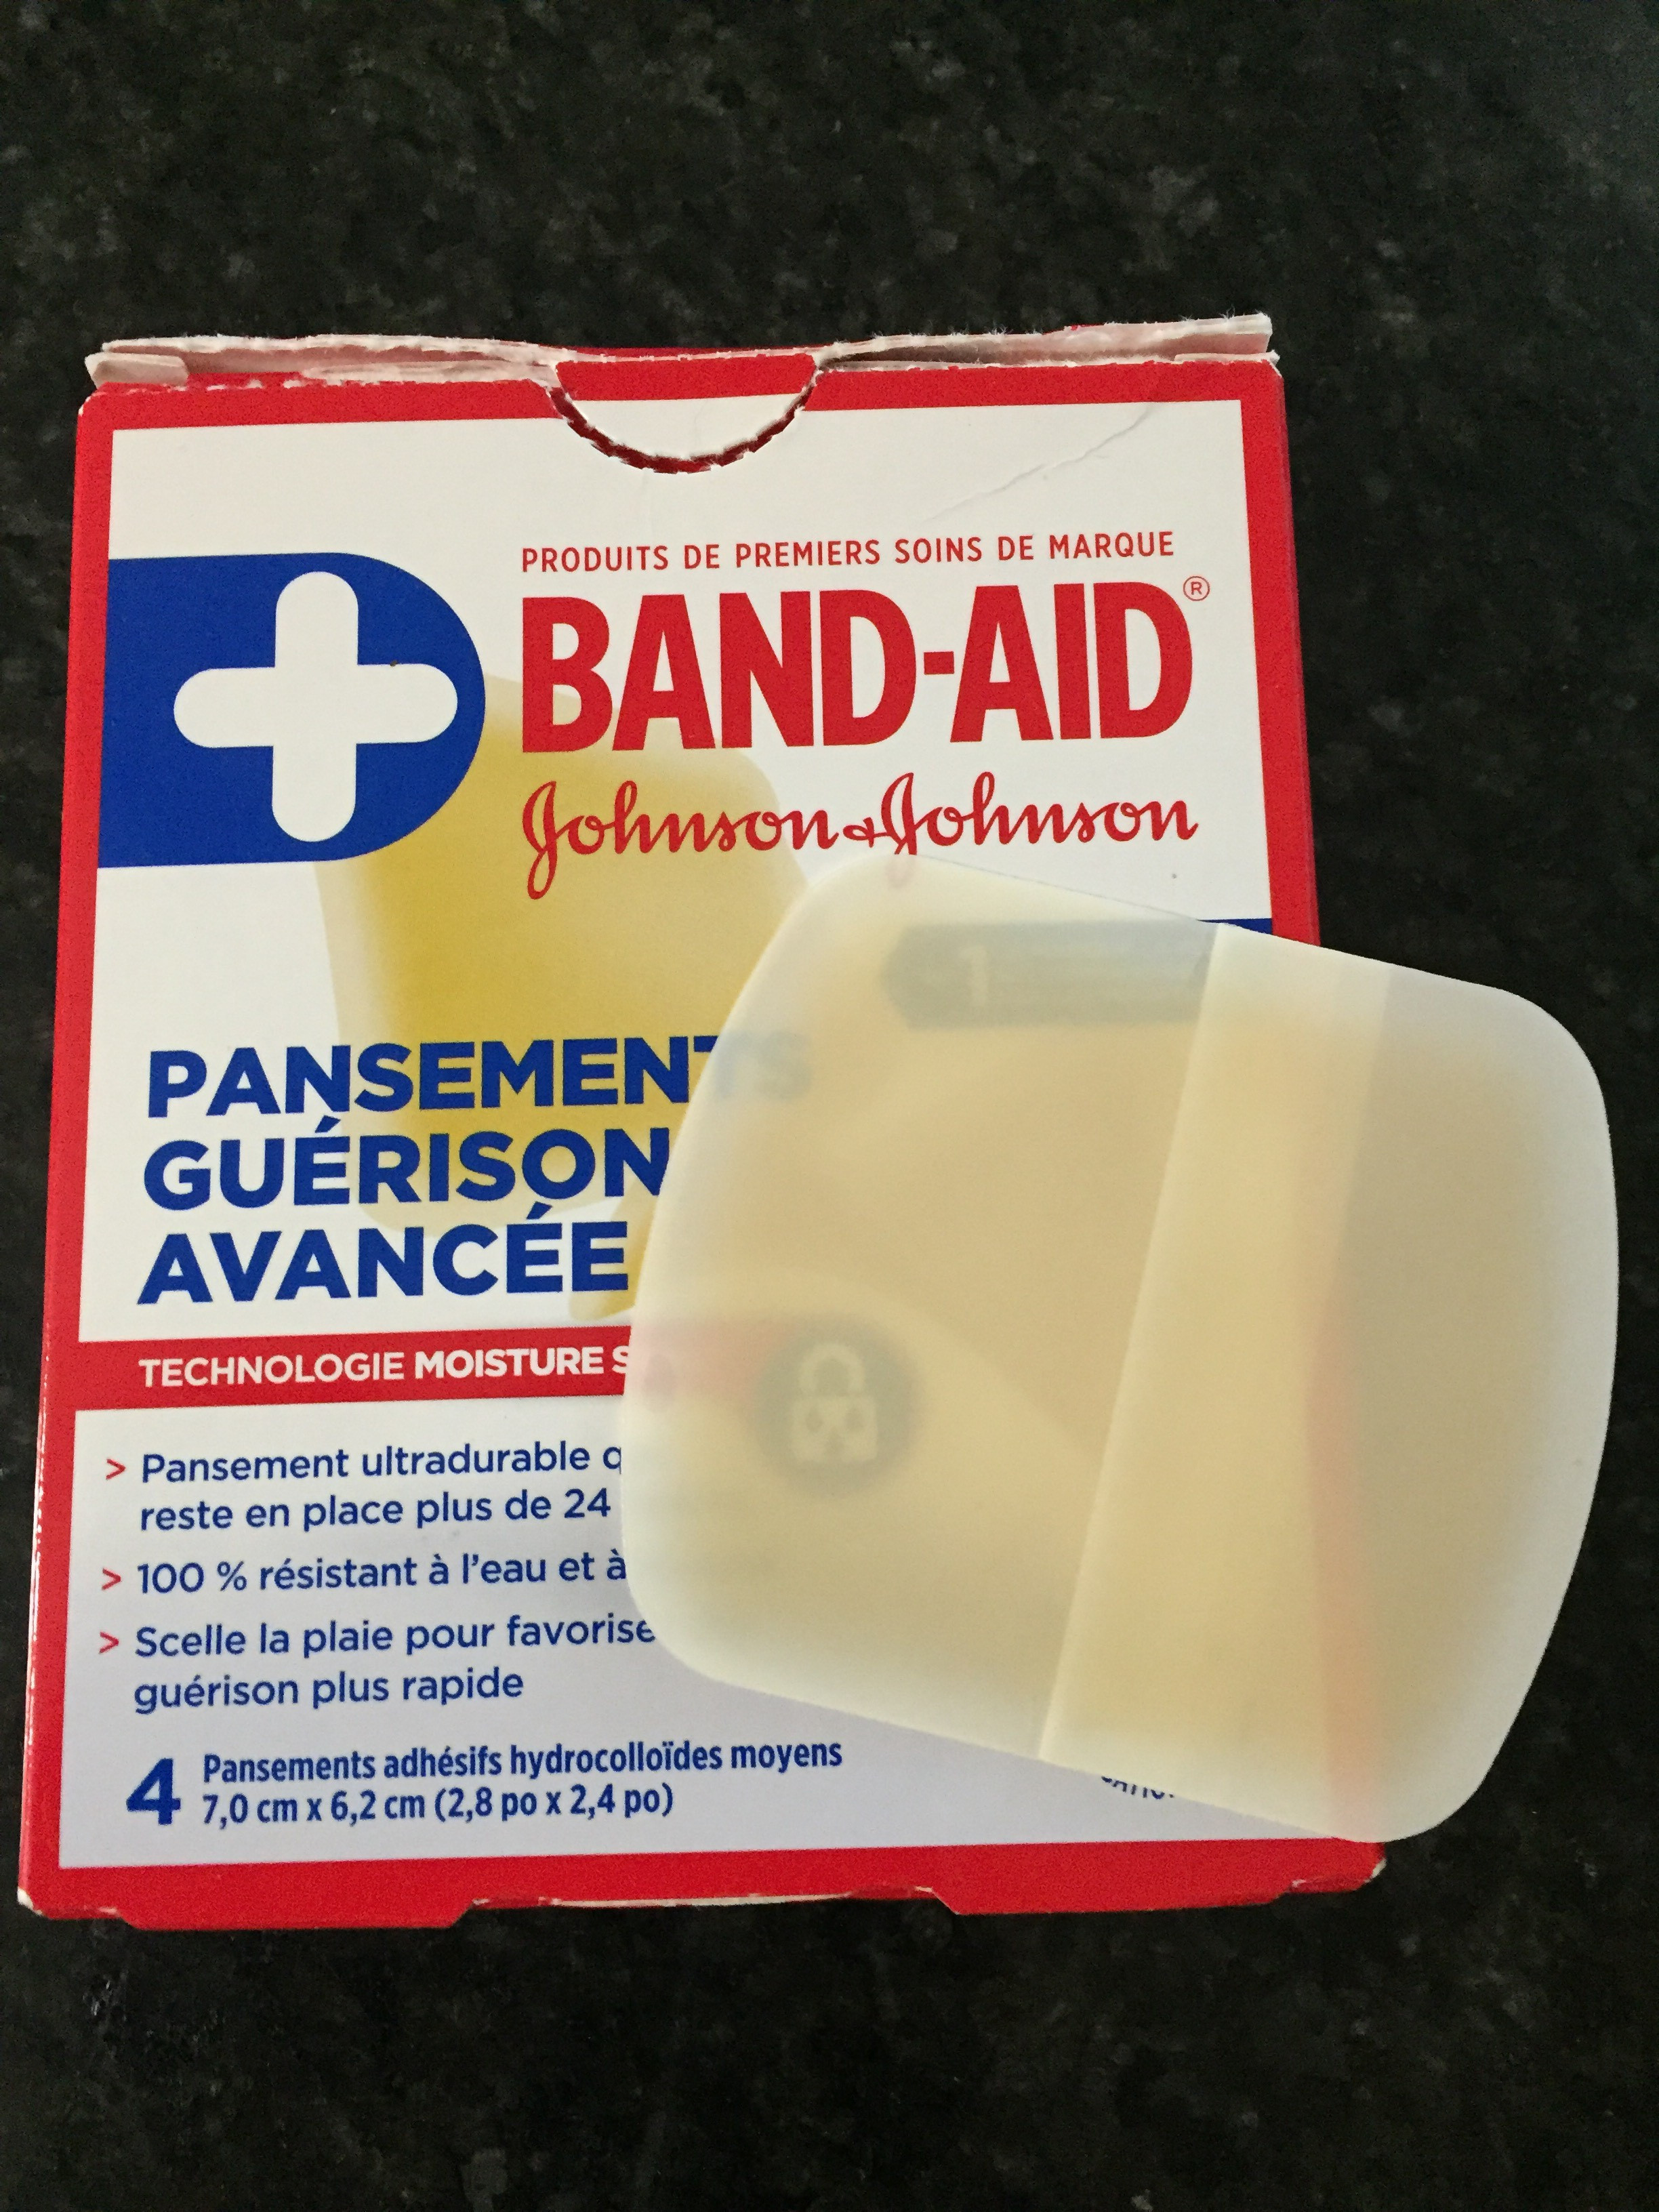 PRODUITS DE PREMIERS SOINS DE MARQUE
BAND-AID®
Johnson & Johnson
PANSEMENTS
GUÉRISON
AVANCÉE
1
TECHNOLOGIE MOISTURE S
> Pansement ultradurable q
reste en place plus de 24
> 100 % résistant à l'eau et à
> Scelle la plaie pour favorise
guérison plus rapide
4 Pansements adhésifs hydrocolloïdes moyens
7,0 cm x 6,2 cm (2,8 po x 2,4 po)